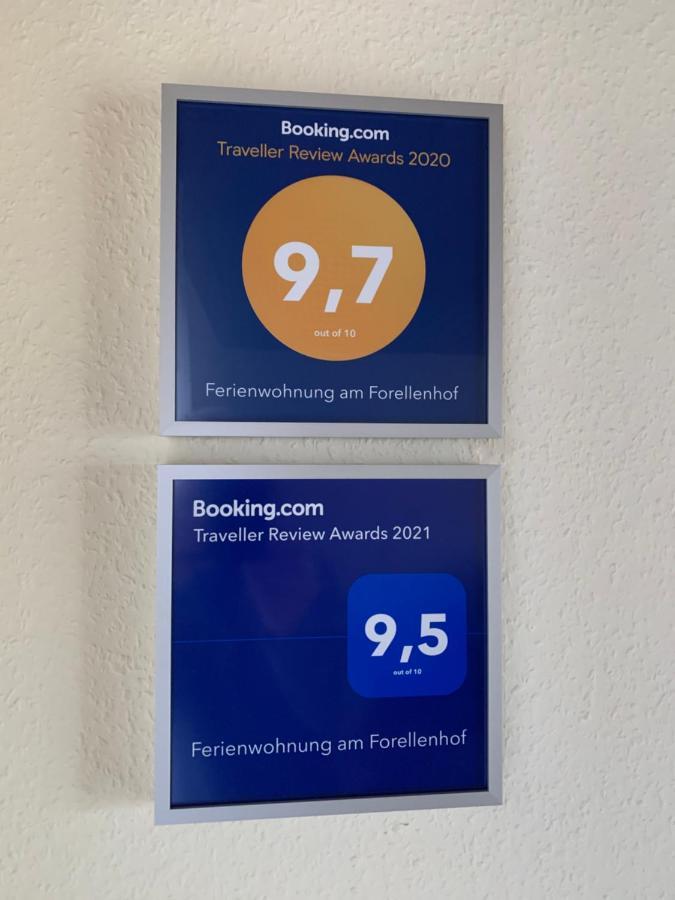 Booking.com
Traveller Review Awards 2020
9,7
out of 10
Ferienwohnung am Forellenhof
Booking.com
Traveller Review Awards 2021
9,5
out of 10
Ferienwohnung am Forellenhof